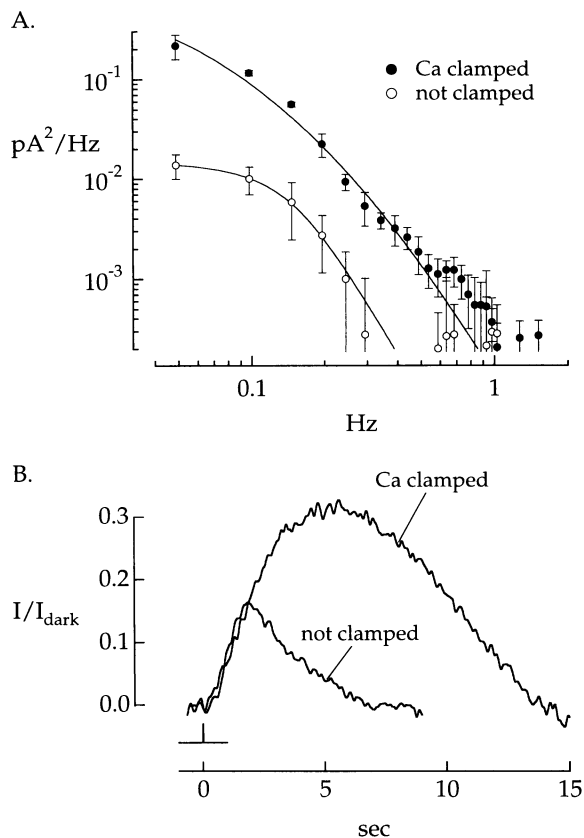 A.
● Ca clamped
○ not clamped
pA²/Hz
10⁻¹
10⁻²
10⁻³
0.1 1
Hz
B.
Ca clamped
not clamped
I/I_dark
0.3
0.2
0.1
0.0
0 5 10 15
sec